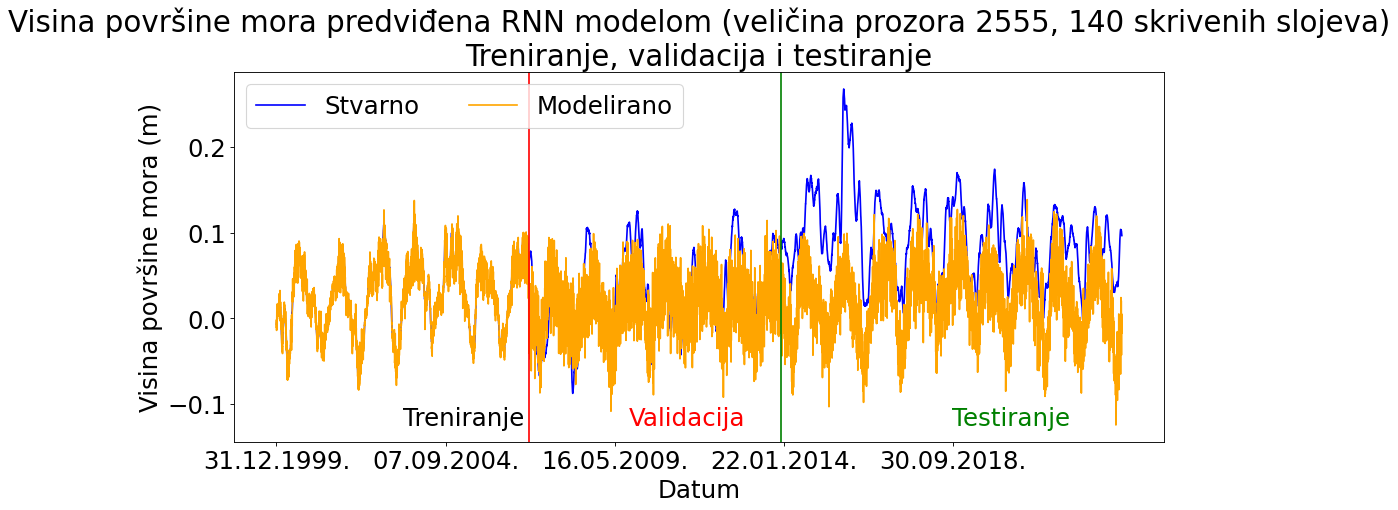 Visina površine mora predviđena RNN modelom (veličina prozora 2555, 140 skrivenih slojeva)
Treniranje, validacija i testiranje
Stvarno
Modelirano
Visina površine mora (m)
0.2
0.1
0.0
−0.1
Treniranje
Validacija
Testiranje
31.12.1999.
07.09.2004.
16.05.2009.
22.01.2014.
30.09.2018.
Datum